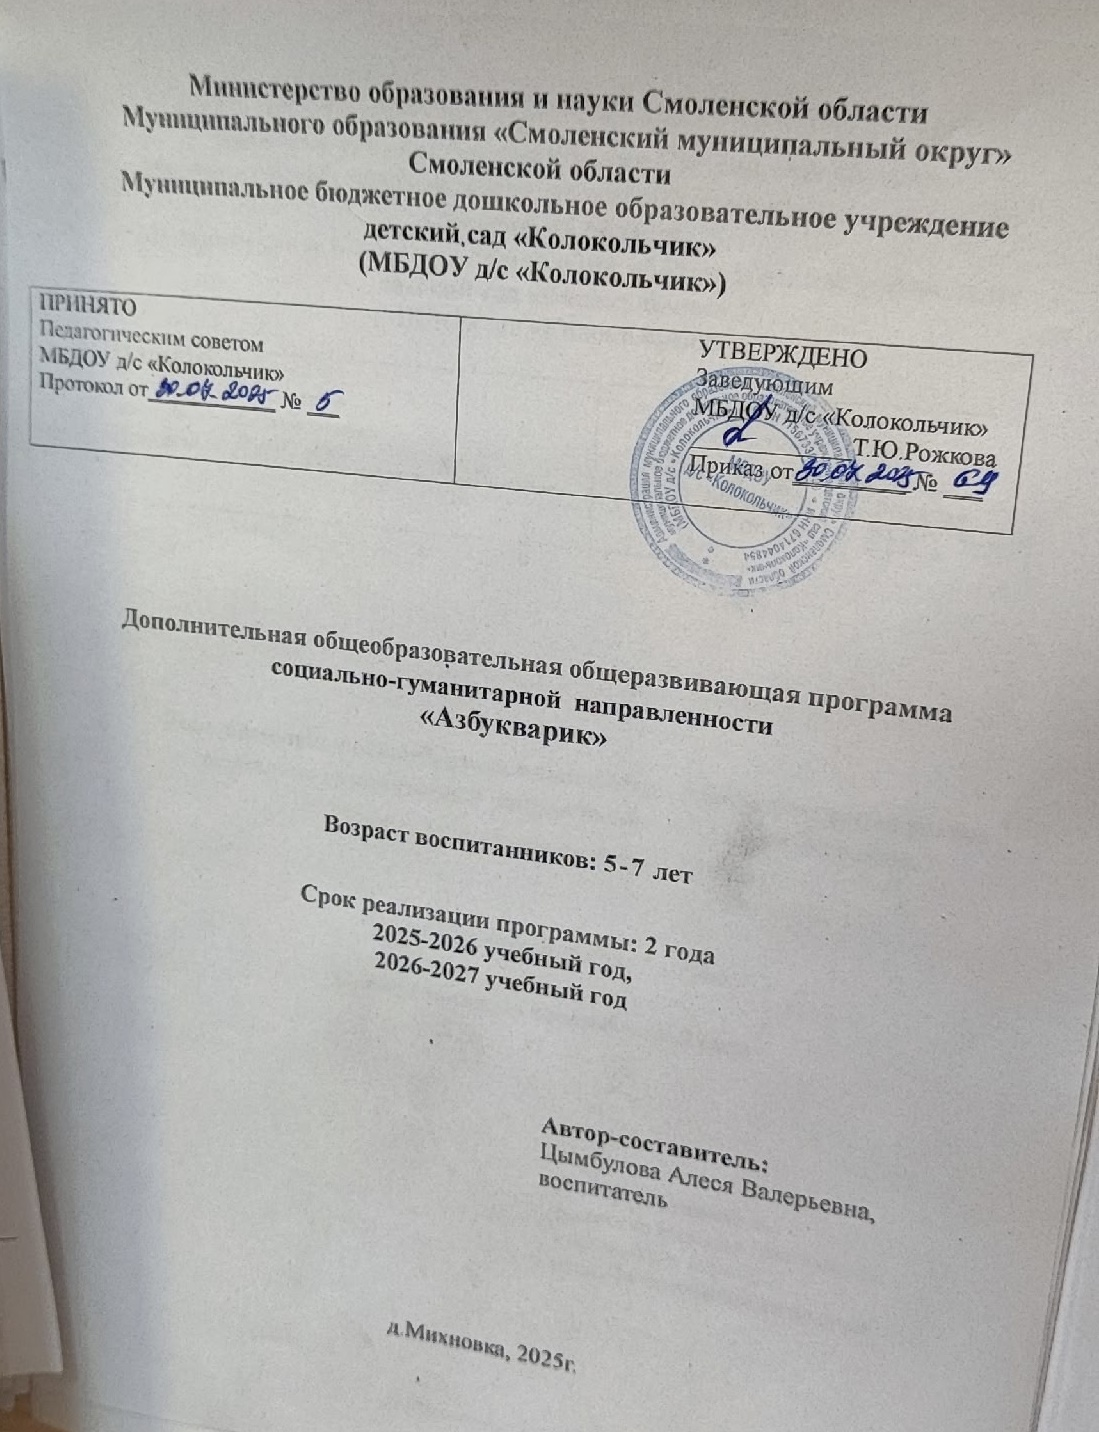 Министерство образования и науки Смоленской области
Муниципального образования «Смоленский муниципальный округ»
Смоленской области
Муниципальное бюджетное дошкольное образовательное учреждение
детский сад «Колокольчик»
(МБДОУ д/с «Колокольчик»)
ПРИНЯТО
Педагогическим советом
МБДОУ д/с «Колокольчик»
Протокол от 30.07.2025 № 5
УТВЕРЖДЕНО
Заведующим
МБДОУ д/с «Колокольчик»
Т.Ю.Рожкова
Приказ от 30.07.2025 № 69
МБДОУ
д/с «Колокольчик»
Дополнительная общеобразовательная общеразвивающая программа
социально-гуманитарной направленности
«Азбукварик»
Возраст воспитанников: 5-7 лет
Срок реализации программы: 2 года
2025-2026 учебный год,
2026-2027 учебный год
Автор-составитель:
Цымбулова Алеся Валерьевна,
воспитатель
д.Михновка, 2025г.